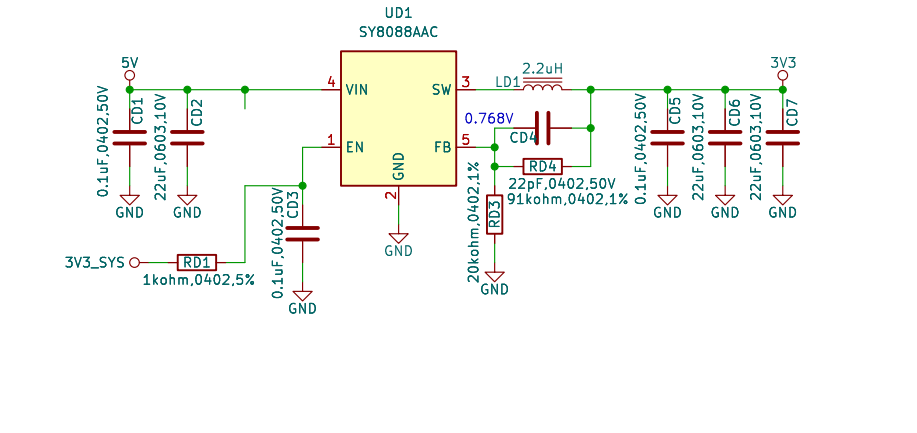 UD1
SY8088AAC
5V
3V3
2.2uH
LD1
4
VIN
SW
3
CD1
0.1uF,0402,50V
CD2
22uF,0603,10V
0.768V
CD4
CD5
0.1uF,0402,50V
CD6
22uF,0603,10V
CD7
22uF,0603,10V
1
EN
FB
5
GND
2
RD4
22pF,0402,50V
91kohm,0402,1%
GND
GND
GND
GND
GND
CD3
0.1uF,0402,50V
RD3
20kohm,0402,1%
GND
3V3_SYS
RD1
1kohm,0402,5%
GND
GND